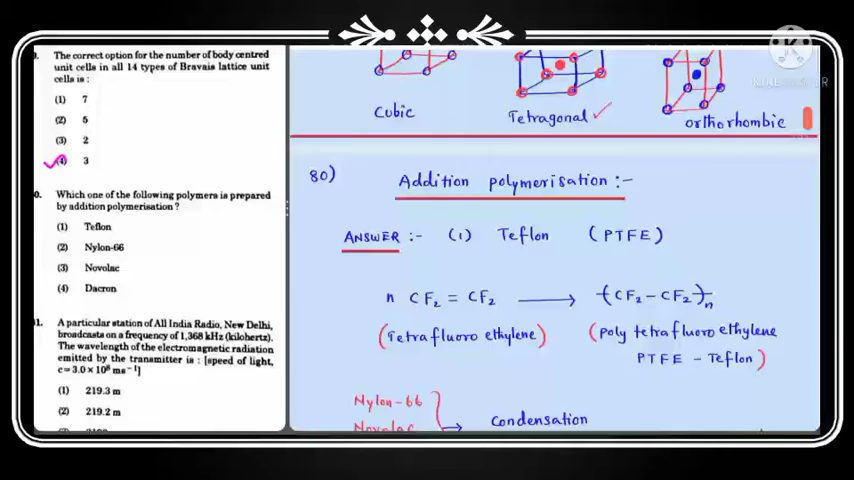 The correct option for the number of body centred
unit cells in all 14 types of Bravais lattice unit
cells is :
(1) 7
(2) 5
(3) 2
(4) 3
0. Which one of the following polymers is prepared
by addition polymerisation ?
(1) Teflon
(2) Nylon-66
(3) Novolac
(4) Dacron
A particular station of All India Radio, New Delhi,
broadcasts on a frequency of 1,368 kHz (kilohertz).
The wavelength of the electromagnetic radiation
emitted by the transmitter is : [speed of light,
c=3.0 × 10⁸ ms⁻¹]
(1) 219.3 m
(2) 219.2 m
Cubic
Tetragonal ✓
orthorhombic
80) Addition polymerisation :-
ANSWER :- (1) Teflon (PTFE)
n CF₂ = CF₂ ⟶ -(CF₂ - CF₂)-ₙ
(Tetrafluoro ethylene)
(Poly tetrafluoro ethylene
PTFE - Teflon)
Nylon-66
Novolac
→ Condensation
KINEMASTER